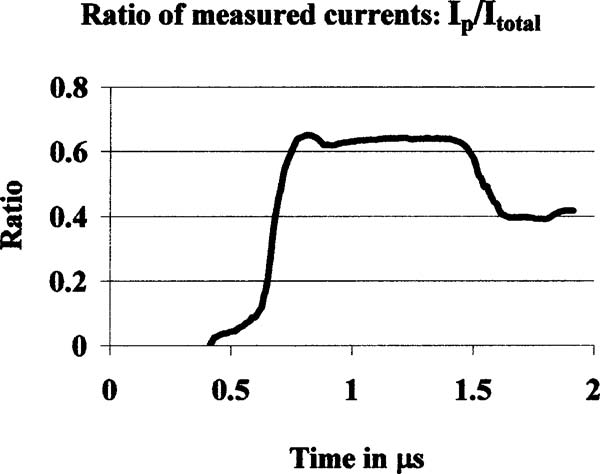 Ratio of measured currents: Ip/Itotal
0.8
0.6
0.4
0.2
0
Ratio
0 0.5 1 1.5 2
Time in μs